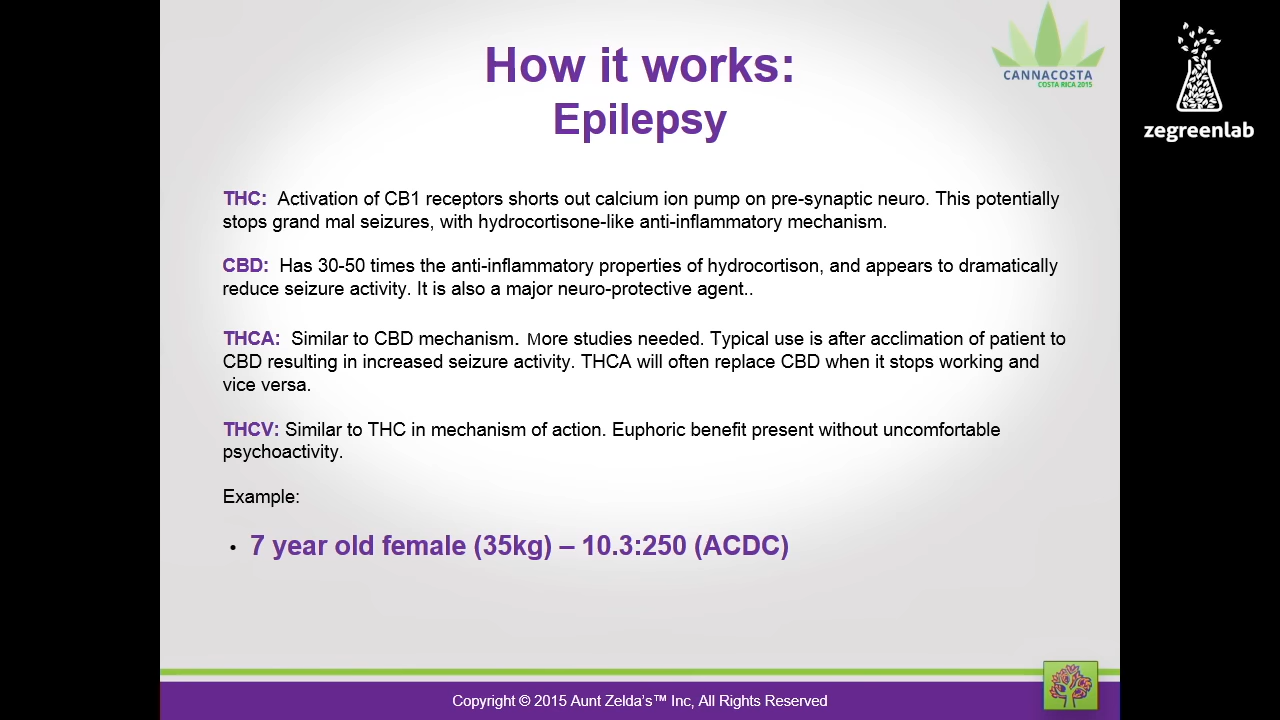 How it works:
Epilepsy
CANNACOSTA
COSTA RICA 2015
zegreenlab
THC: Activation of CB1 receptors shorts out calcium ion pump on pre-synaptic neuro. This potentially
stops grand mal seizures, with hydrocortisone-like anti-inflammatory mechanism.
CBD: Has 30-50 times the anti-inflammatory properties of hydrocortison, and appears to dramatically
reduce seizure activity. It is also a major neuro-protective agent..
THCA: Similar to CBD mechanism. More studies needed. Typical use is after acclimation of patient to
CBD resulting in increased seizure activity. THCA will often replace CBD when it stops working and
vice versa.
THCV: Similar to THC in mechanism of action. Euphoric benefit present without uncomfortable
psychoactivity.
Example:
• 7 year old female (35kg) – 10.3:250 (ACDC)
Copyright © 2015 Aunt Zelda's™ Inc, All Rights Reserved